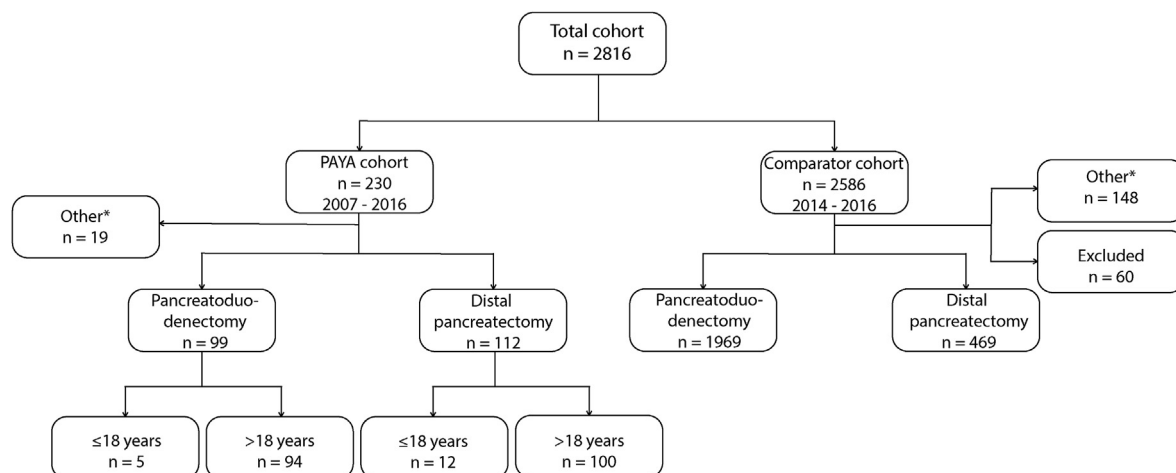 Total cohort
n = 2816
PAYA cohort
n = 230
2007 - 2016
Comparator cohort
n = 2586
2014 - 2016
Other*
n = 19
Other*
n = 148
Excluded
n = 60
Pancreatoduo-
denectomy
n = 99
Distal
pancreatectomy
n = 112
Pancreatoduo-
denectomy
n = 1969
Distal
pancreatectomy
n = 469
≤18 years
n = 5
>18 years
n = 94
≤18 years
n = 12
>18 years
n = 100